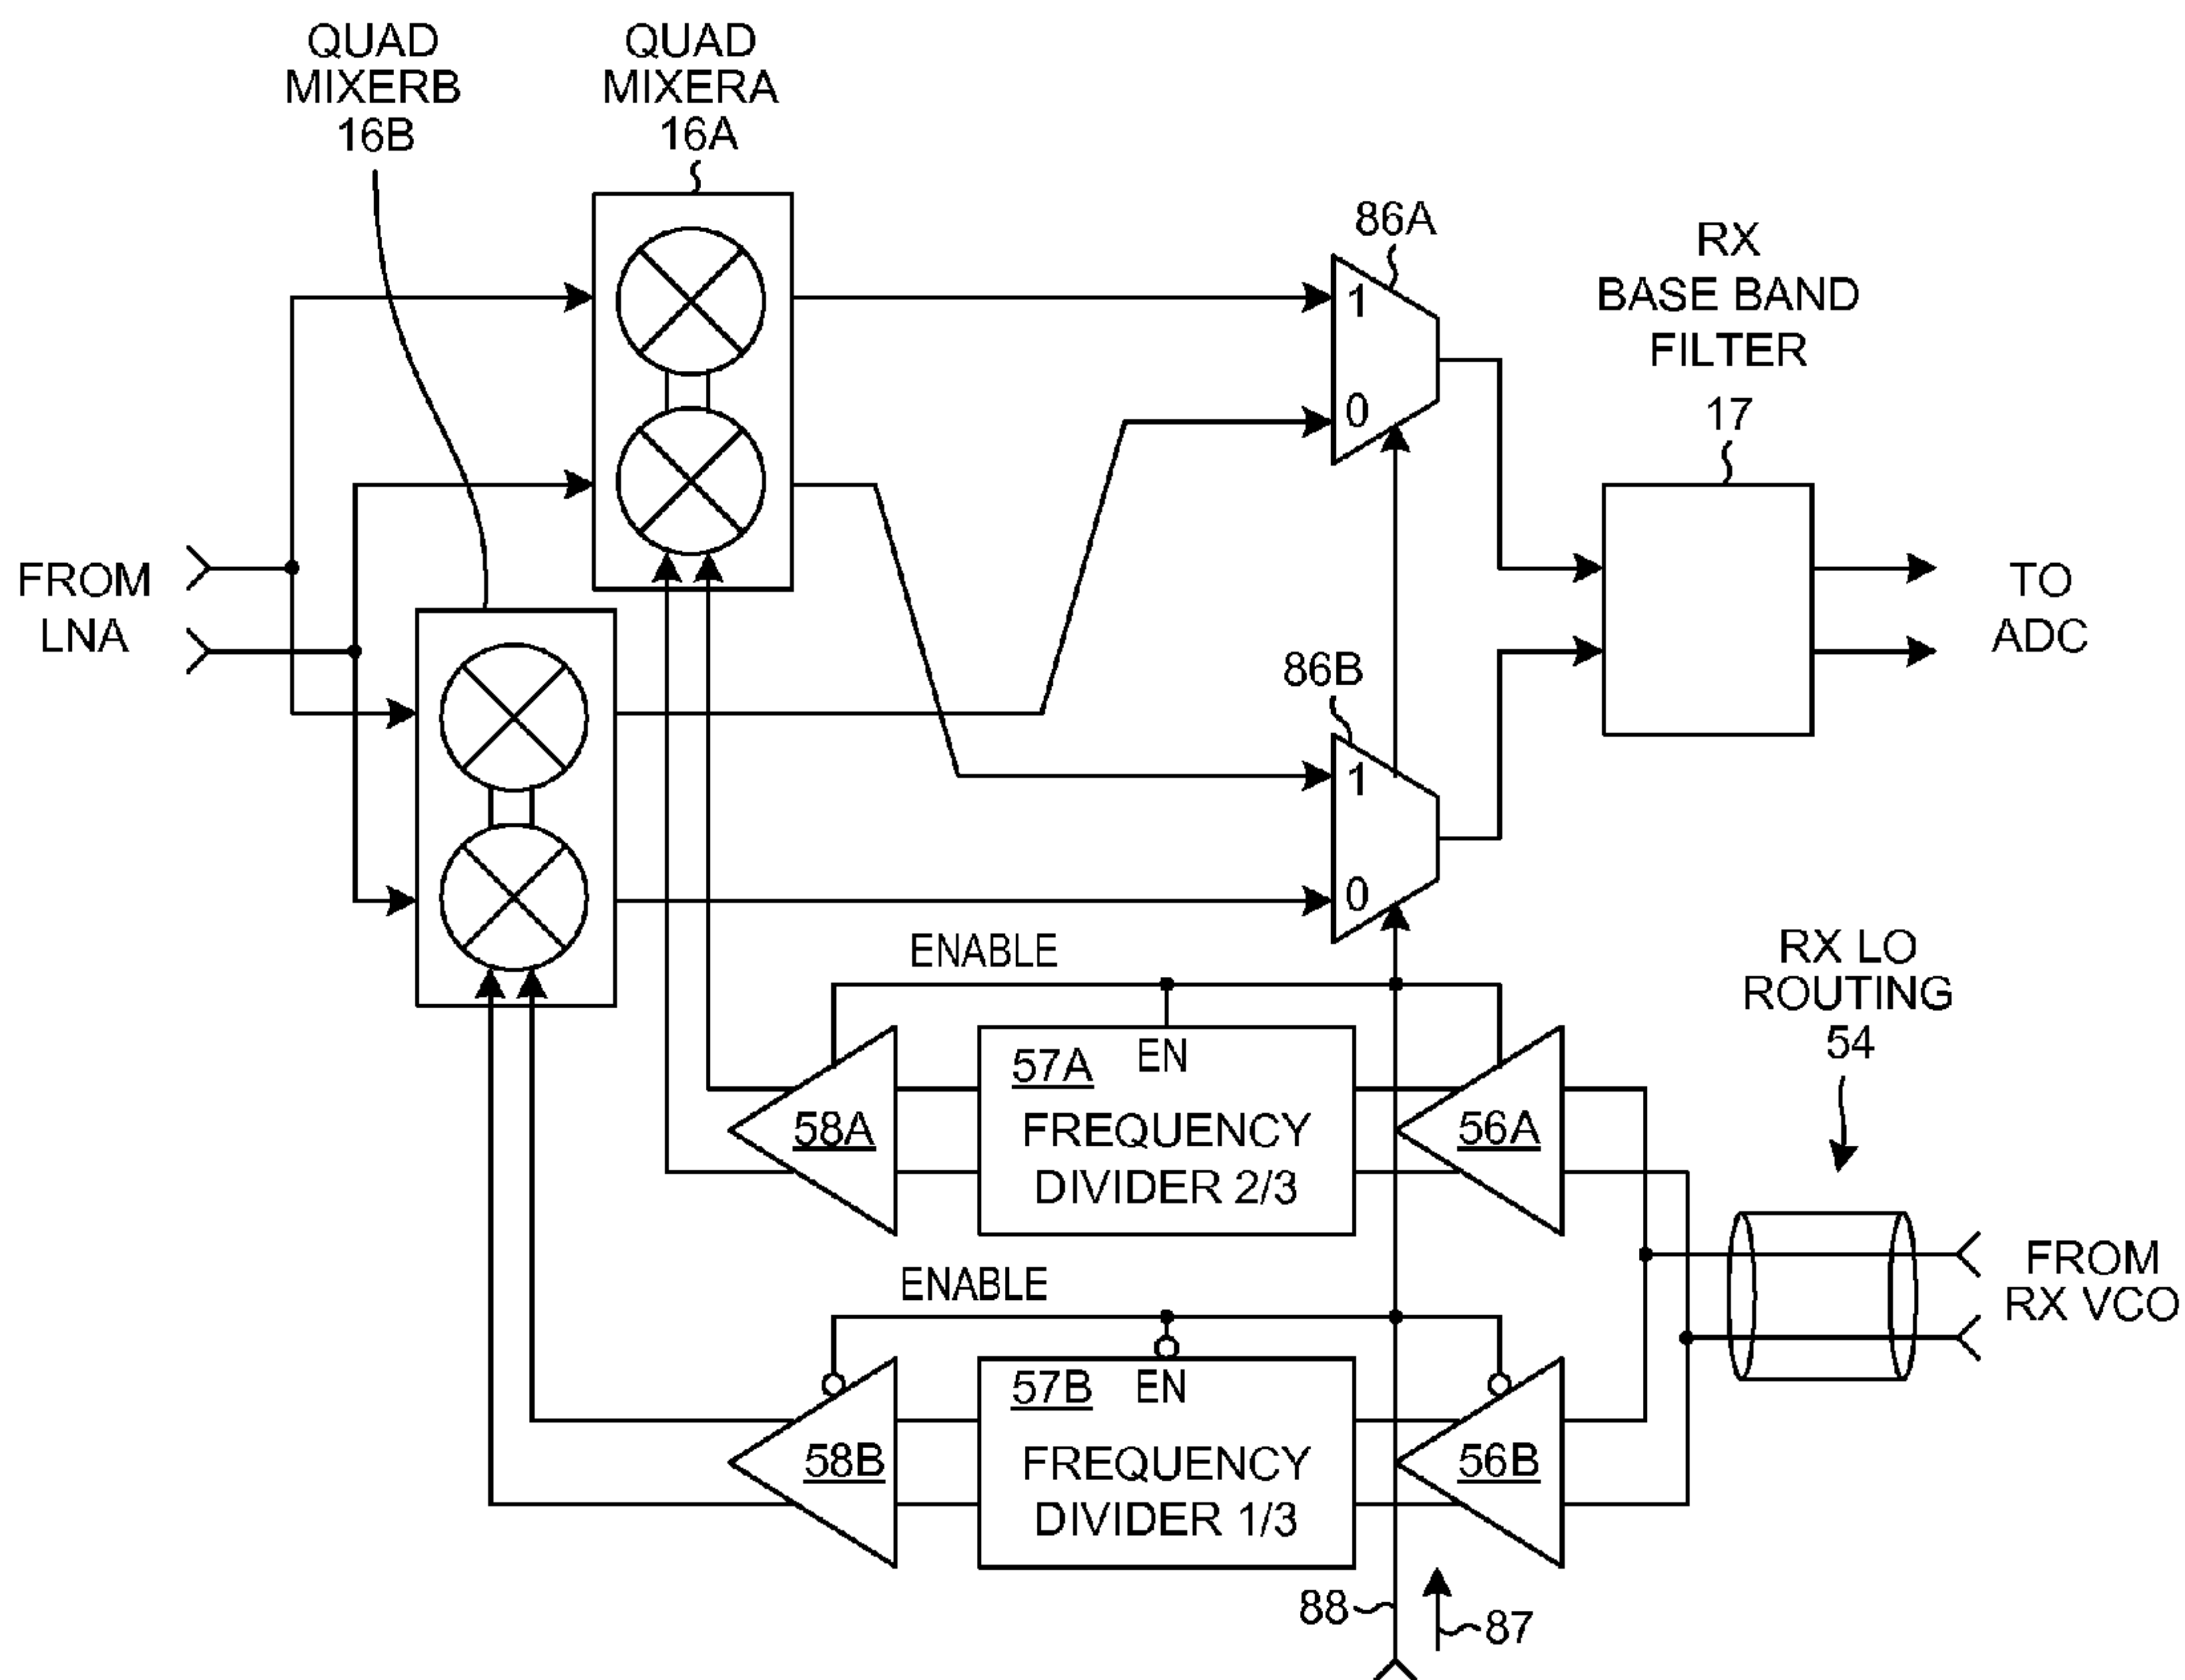 QUAD
MIXERB
16B
QUAD
MIXERA
16A
86A
1
0
RX
BASE BAND
FILTER
17
FROM
LNA
TO
ADC
86B
1
0
ENABLE
RX LO
ROUTING
54
57A
EN
FREQUENCY
DIVIDER 2/3
58A
56A
FROM
RX VCO
ENABLE
57B
EN
FREQUENCY
DIVIDER 1/3
58B
56B
88
87